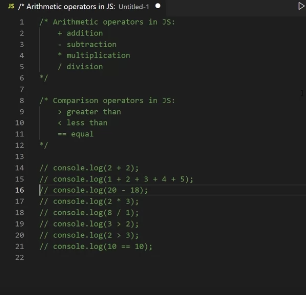 JS /* Arithmetic operators in JS: Untitled-1
1 /* Arithmetic operators in JS:
2 + addition
3 - subtraction
4 * multiplication
5 / division
6 */
7
8 /* Comparison operators in JS:
9 > greater than
10 < less than
11 == equal
12 */
13
14 // console.log(2 + 2);
15 // console.log(1 + 2 + 3 + 4 + 5);
16 // console.log(20 - 18);
17 // console.log(2 * 3);
18 // console.log(8 / 1);
19 // console.log(3 > 2);
20 // console.log(2 > 3);
21 // console.log(10 == 10);
22